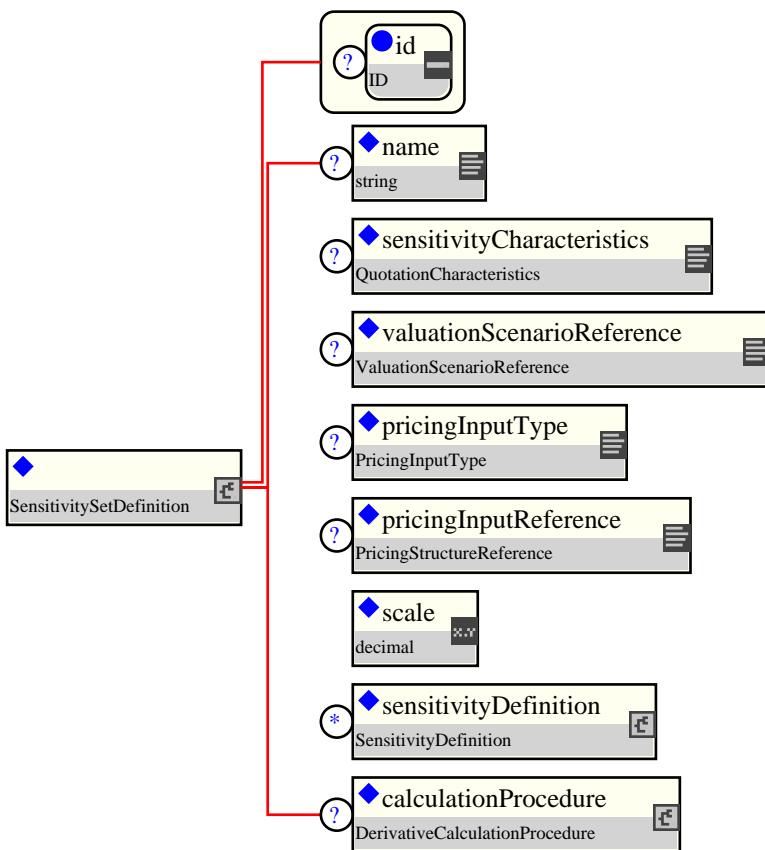 ?
id
ID
?
name
string
?
sensitivityCharacteristics
QuotationCharacteristics
?
valuationScenarioReference
ValuationScenarioReference
?
pricingInputType
PricingInputType
SensitivitySetDefinition
?
pricingInputReference
PricingStructureReference
scale
x.y
decimal
*
sensitivityDefinition
SensitivityDefinition
?
calculationProcedure
DerivativeCalculationProcedure